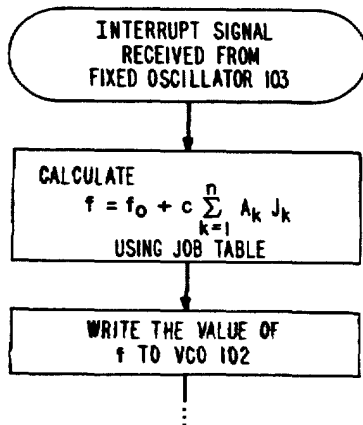 INTERRUPT SIGNAL
RECEIVED FROM
FIXED OSCILLATOR 103
CALCULATE
f = f₀ + c ∑ₖ₌₁ⁿ Aₖ Jₖ
USING JOB TABLE
WRITE THE VALUE OF
f TO VCO 102